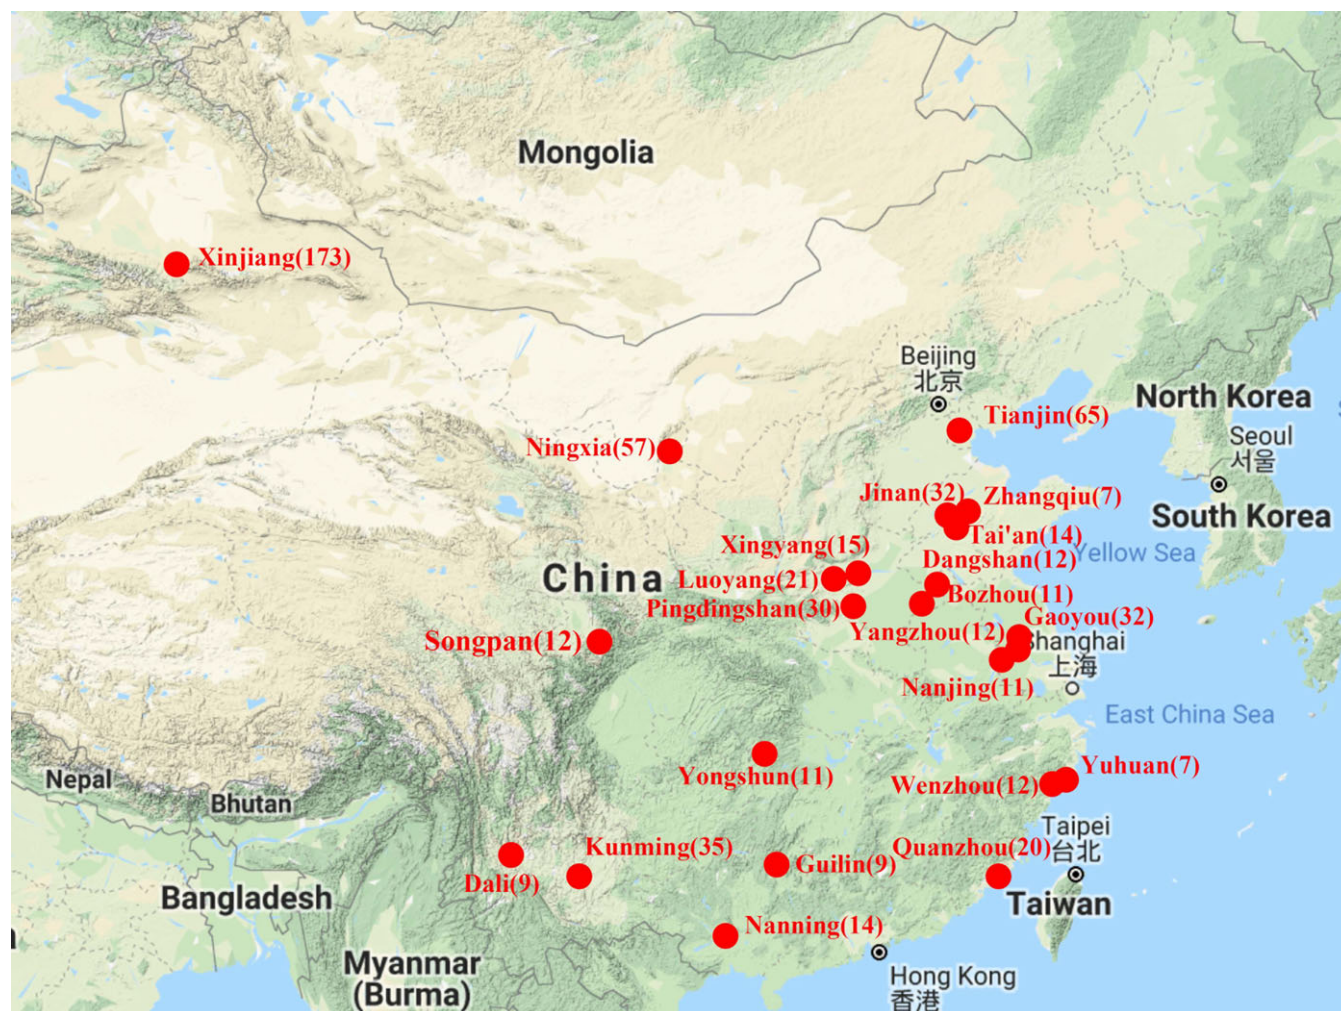 Mongolia
Xinjiang(173)
Beijing
北京
North Korea
Tianjin(65)
Seoul
서울
Ningxia(57)
Jinan(32)
Zhangqiu(7)
South Korea
Tai'an(14)
Yellow Sea
Xingyang(15)
Dangshan(12)
China
Luoyang(21)
Bozhou(11)
Pingdingshan(30)
Gaoyou(32)
Yangzhou(12)
Songpan(12)
Shanghai
上海
Nanjing(11)
East China Sea
Nepal
Yongshun(11)
Yuhuan(7)
Wenzhou(12)
Bhutan
Taipei
台北
Kunming(35)
Quanzhou(20)
Guilin(9)
Dali(9)
Bangladesh
Taiwan
Nanning(14)
Myanmar
(Burma)
Hong Kong
香港